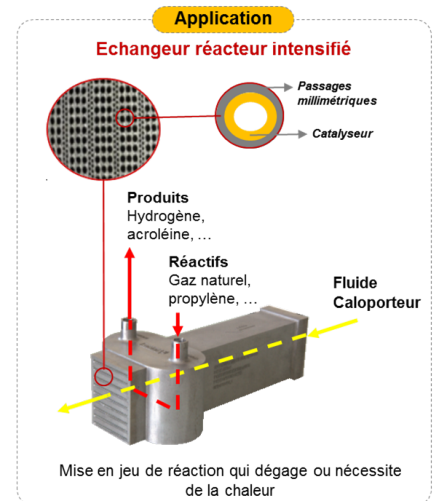 Application
Echangeur réacteur intensifié
Passages
millimétriques
Catalyseur
Produits
Hydrogène,
acroléine, …
Réactifs
Gaz naturel,
propylène, …
Fluide
Caloporteur
Mise en jeu de réaction qui dégage ou nécessite
de la chaleur